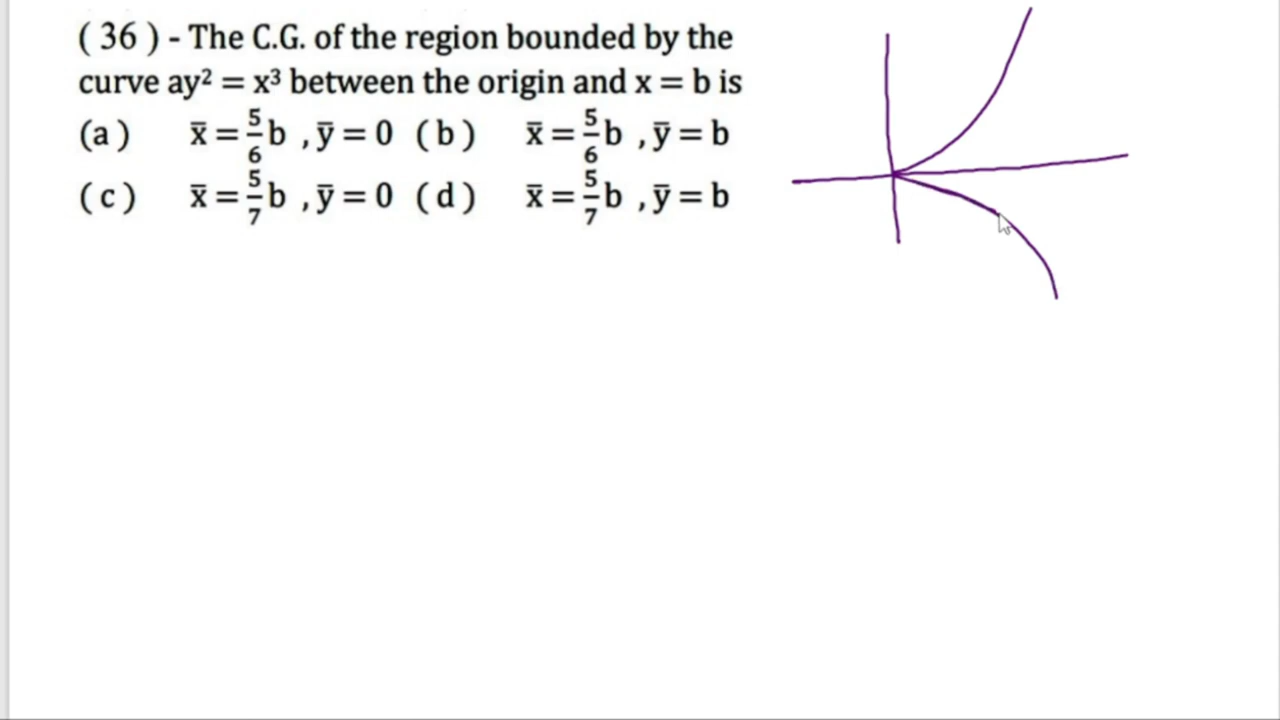 ( 36 ) - The C.G. of the region bounded by the
curve ay² = x³ between the origin and x = b is
(a) x̄ = 5/6 b , ȳ = 0 (b) x̄ = 5/6 b , ȳ = b
(c) x̄ = 5/7 b , ȳ = 0 (d) x̄ = 5/7 b , ȳ = b